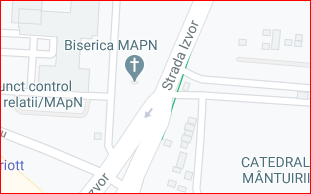 Biserica MAPN
Strada Izvor
unct control
relatii/MApN
E
riott
Izvor
CATEDRAL
MÂNTUIRII